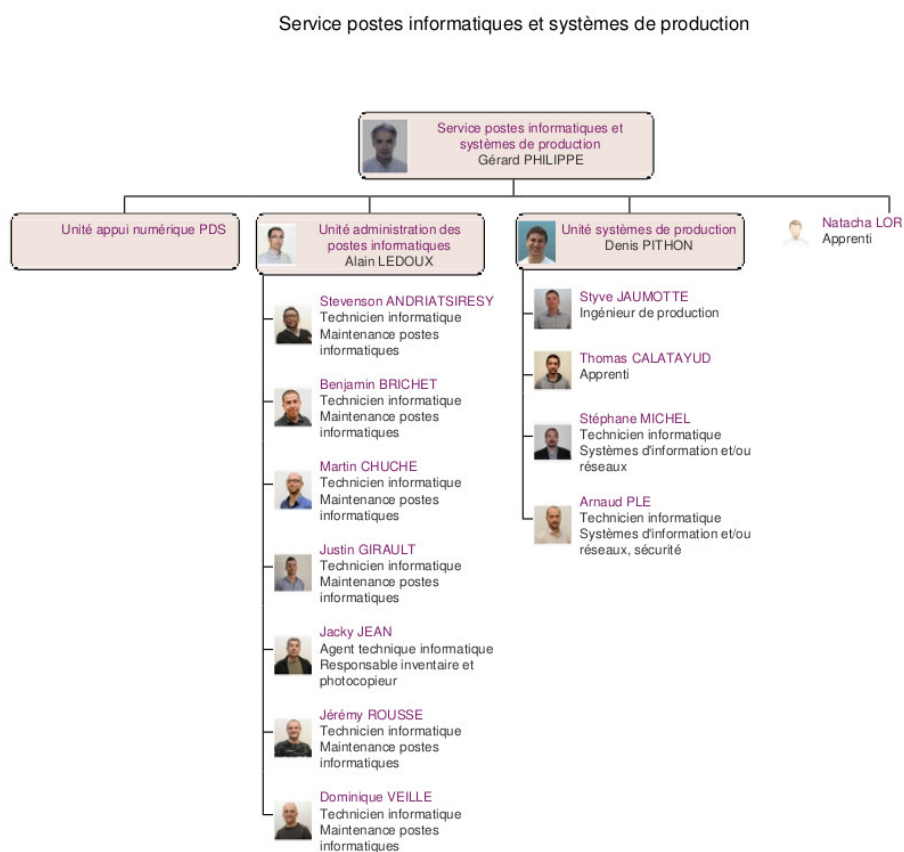 Service postes informatiques et systèmes de production
Service postes informatiques et
systèmes de production
Gérard PHILIPPE
Unité appui numérique PDS
Unité administration des
postes informatiques
Alain LEDOUX
Stevenson ANDRIATSIRESY
Technicien informatique
Maintenance postes
informatiques
Benjamin BRICHET
Technicien informatique
Maintenance postes
informatiques
Martin CHUCHE
Technicien informatique
Maintenance postes
informatiques
Justin GIRAULT
Technicien informatique
Maintenance postes
informatiques
Jacky JEAN
Agent technique informatique
Responsable inventaire et
photocopieur
Jérémy ROUSSE
Technicien informatique
Maintenance postes
informatiques
Dominique VEILLE
Technicien informatique
Maintenance postes
informatiques
Unité systèmes de production
Denis PITHON
Styve JAUMOTTE
Ingénieur de production
Thomas CALATAYUD
Apprenti
Stéphane MICHEL
Technicien informatique
Systèmes d'information et/ou
réseaux
Arnaud PLE
Technicien informatique
Systèmes d'information et/ou
réseaux, sécurité
Natacha LOR
Apprenti